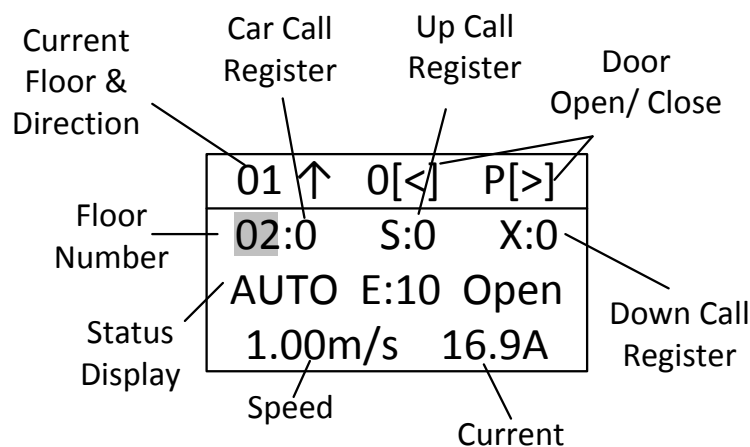 Current
Floor &
Direction
Car Call
Register
Up Call
Register
Door
Open/ Close
01 ↑ 0[<] P[>]
Floor
Number
02:0 S:0 X:0
AUTO E:10 Open
1.00m/s 16.9A
Status
Display
Down Call
Register
Speed
Current